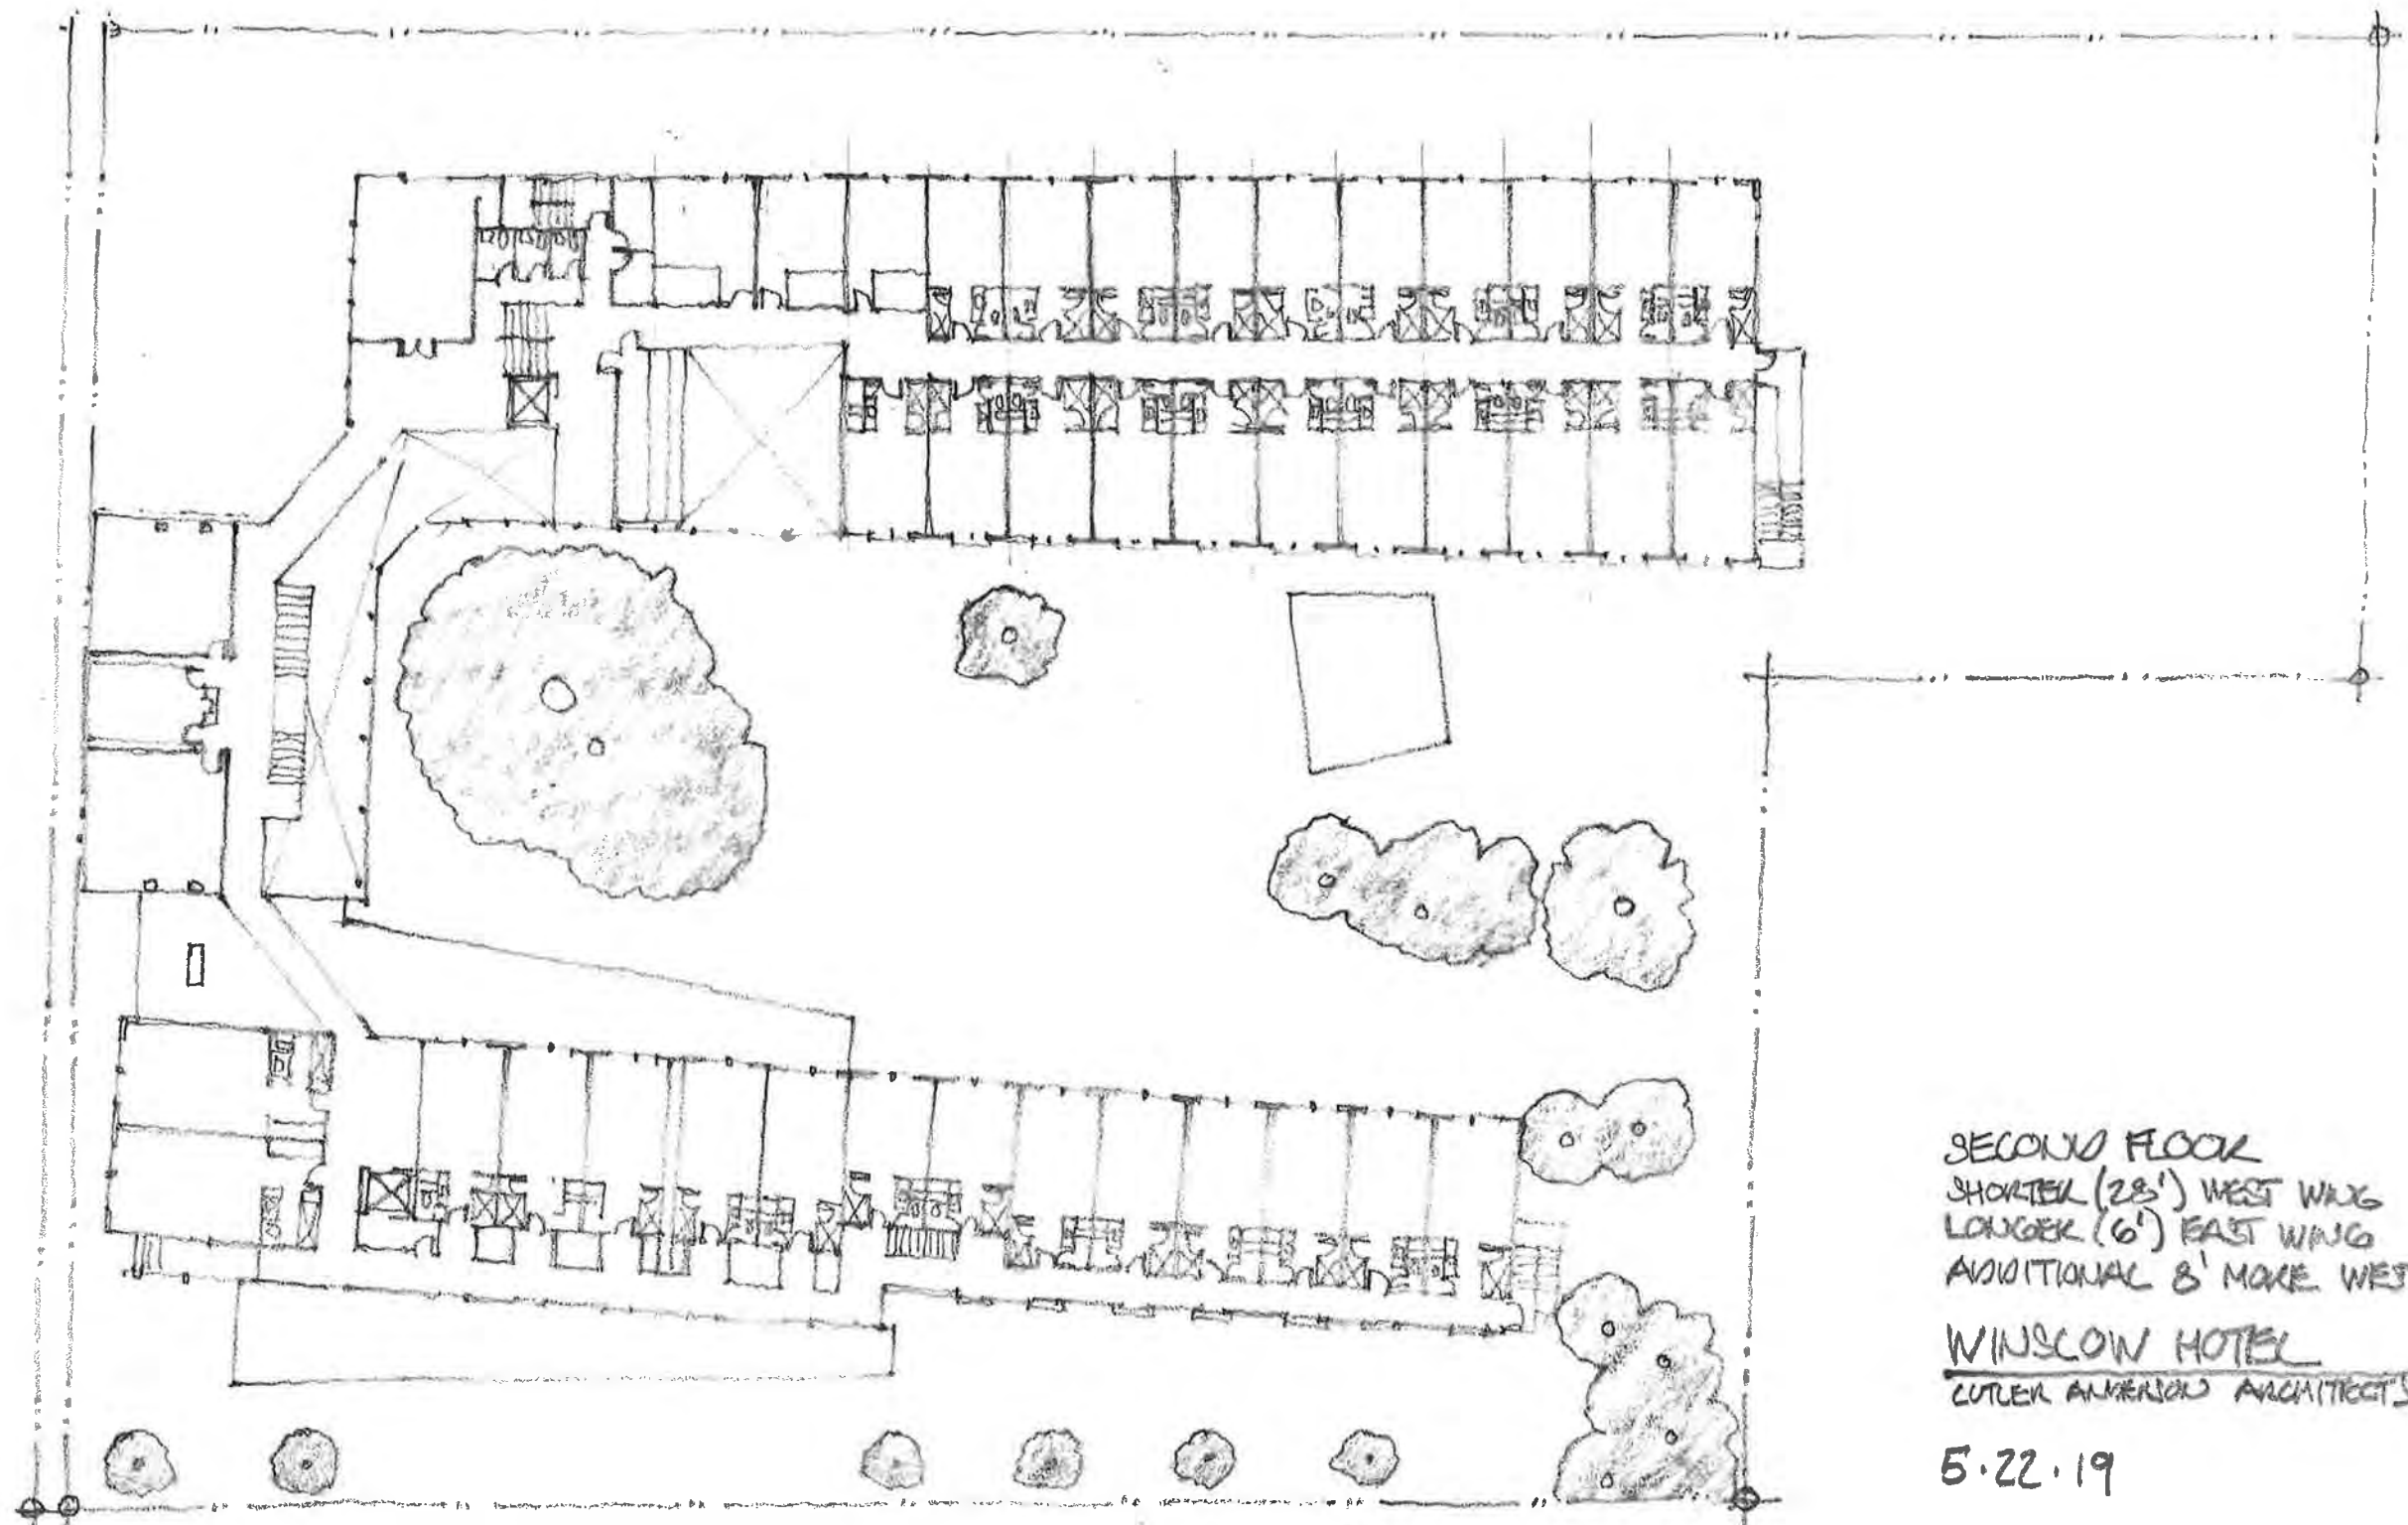 SECOND FLOOR
SHORTER (28') WEST WING
LONGER (6') EAST WING
ADDITIONAL 8' MORE WEST
WINSLOW HOTEL
CUTLER ANDERSON ARCHITECTS
5.22.19